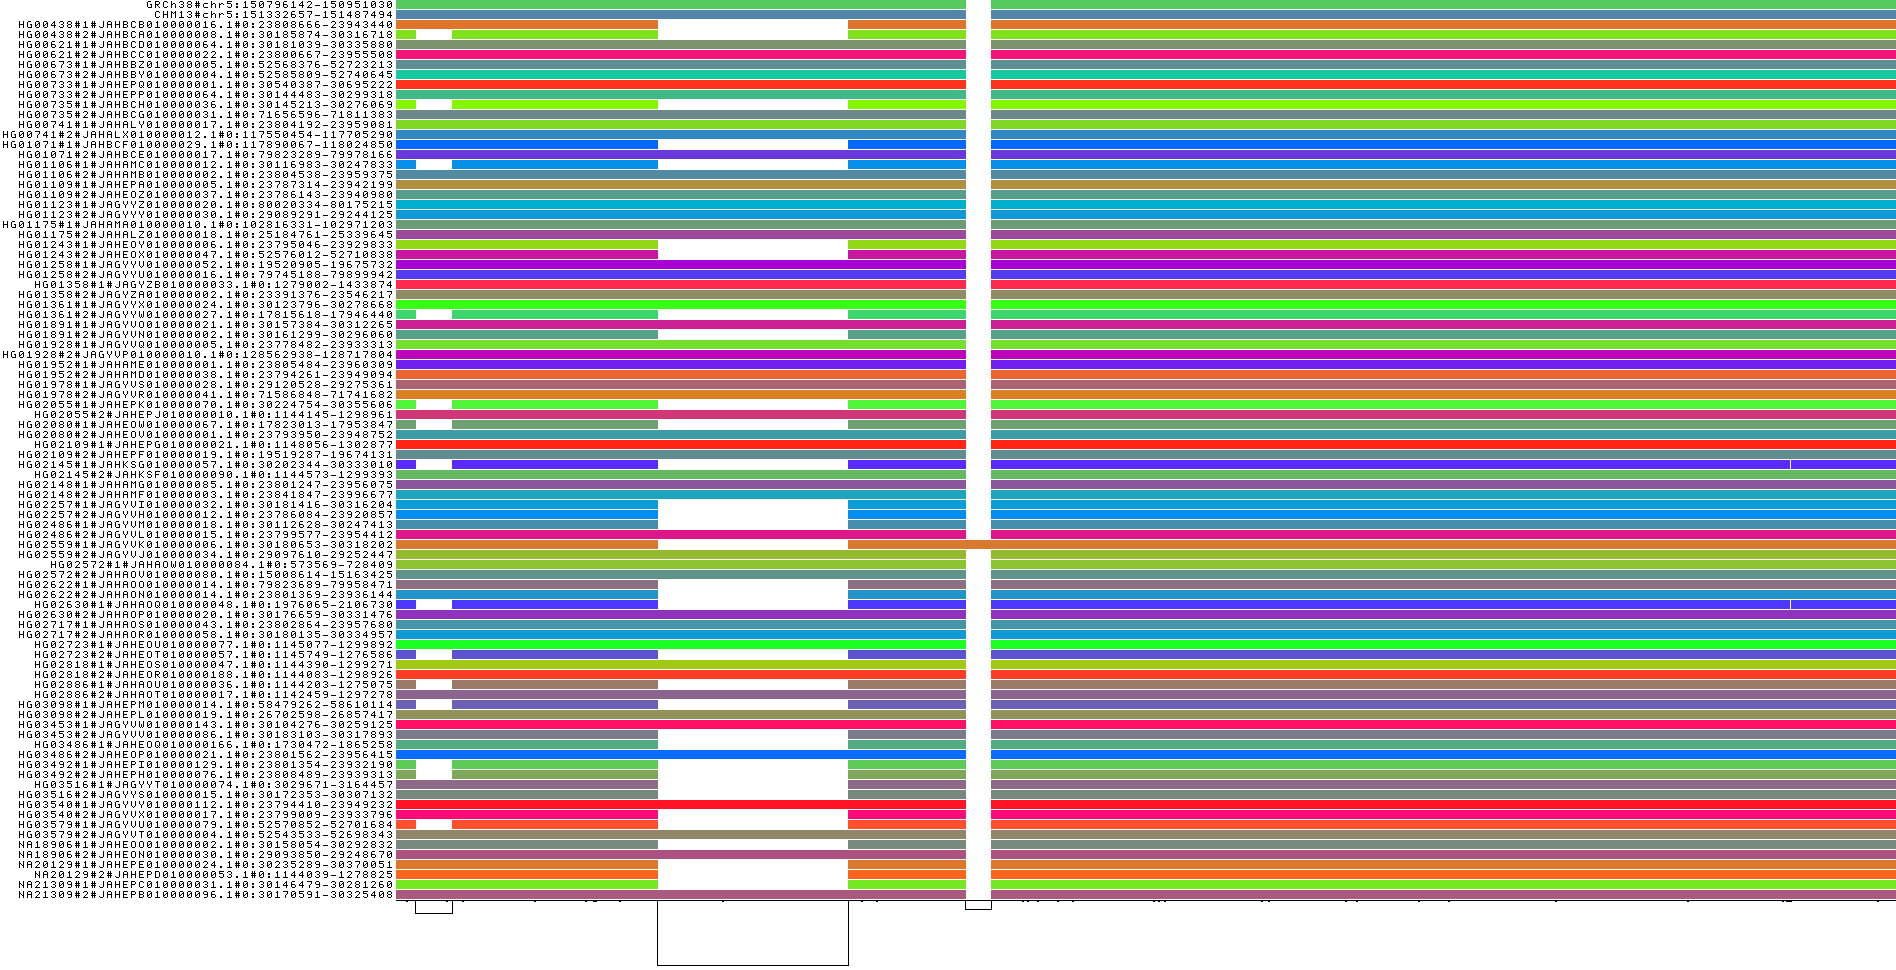 GRCh38#chr5:150796142-150951030
CHM13#chr5:151332657-151487494
HG00438#1#JAHBCB010000016.1#0:23808666-23943440
HG00438#2#JAHBCA010000008.1#0:30185874-30316718
HG00621#1#JAHBCD010000064.1#0:30181039-30335880
HG00621#2#JAHBCC010000022.1#0:23800667-23955508
HG00673#1#JAHBBZ010000005.1#0:52568376-52723213
HG00673#2#JAHBBY010000004.1#0:52585809-52740645
HG00733#1#JAHEPQ010000001.1#0:30540387-30695222
HG00733#2#JAHEPP010000064.1#0:30144483-30299318
HG00735#1#JAHBCH010000036.1#0:30145213-30276069
HG00735#2#JAHBCG010000031.1#0:71656596-71811383
HG00741#1#JAHALY010000017.1#0:23804192-23959081
HG00741#2#JAHALX010000012.1#0:117550454-117705290
HG01071#1#JAHBCF010000029.1#0:117890067-118024850
HG01071#2#JAHBCE010000017.1#0:79823289-79978166
HG01106#1#JAHAMC010000012.1#0:30116983-30247833
HG01106#2#JAHAMB010000002.1#0:23804538-23959375
HG01109#1#JAHEPA010000005.1#0:23787314-23942199
HG01109#2#JAHEOZ010000037.1#0:23786143-23940980
HG01123#1#JAGYYZ010000020.1#0:80020334-80175215
HG01123#2#JAGYYY010000030.1#0:29089291-29244125
HG01175#1#JAHAMA010000010.1#0:102816331-102971203
HG01175#2#JAHALZ010000018.1#0:25184761-25339645
HG01243#1#JAHEOY010000006.1#0:23795046-23929833
HG01243#2#JAHEOX010000047.1#0:52576012-52710838
HG01258#1#JAGYYV010000052.1#0:19520905-19675732
HG01258#2#JAGYYU010000016.1#0:79745188-79899942
HG01358#1#JAGYZB010000033.1#0:1279002-1433874
HG01358#2#JAGYZA010000002.1#0:23391376-23546217
HG01361#1#JAGYYX010000024.1#0:30123796-30278668
HG01361#2#JAGYYW010000027.1#0:17815618-17946440
HG01891#1#JAGYVO010000021.1#0:30157384-30312265
HG01891#2#JAGYVN010000002.1#0:30161299-30296060
HG01928#1#JAGYVQ010000005.1#0:23778482-23933313
HG01928#2#JAGYVP010000010.1#0:128562938-128717804
HG01952#1#JAHAME010000001.1#0:23805484-23960309
HG01952#2#JAHAMD010000038.1#0:23794261-23949094
HG01978#1#JAGYVS010000028.1#0:29120528-29275361
HG01978#2#JAGYVR010000041.1#0:71586848-71741682
HG02055#1#JAHEPK010000070.1#0:30224754-30355606
HG02055#2#JAHEPJ010000010.1#0:1144145-1298961
HG02080#1#JAHEOW010000067.1#0:17823013-17953847
HG02080#2#JAHEOV010000001.1#0:23793950-23948752
HG02109#1#JAHEPG010000021.1#0:1148056-1302877
HG02109#2#JAHEPF010000019.1#0:19519287-19674131
HG02145#1#JAHKSG010000057.1#0:30202344-30333010
HG02145#2#JAHKSF010000090.1#0:1144573-1299393
HG02148#1#JAHAMG010000085.1#0:23801247-23956075
HG02148#2#JAHAMF010000003.1#0:23841847-23996677
HG02257#1#JAGYVI010000032.1#0:30181416-30316204
HG02257#2#JAGYVH010000012.1#0:23786084-23920857
HG02486#1#JAGYVM010000018.1#0:30112628-30247413
HG02486#2#JAGYVL010000015.1#0:23799577-23954412
HG02559#1#JAGYVK010000006.1#0:30180653-30318202
HG02559#2#JAGYVJ010000034.1#0:29097610-29252447
HG02572#1#JAHAOW010000084.1#0:573569-728409
HG02572#2#JAHAOV010000080.1#0:15008614-15163425
HG02622#1#JAHAOO010000014.1#0:79823689-79958471
HG02622#2#JAHAON010000014.1#0:23801369-23936144
HG02630#1#JAHAOQ010000048.1#0:1976065-2106730
HG02630#2#JAHAOP010000020.1#0:30176659-30331476
HG02717#1#JAHAOS010000043.1#0:23802864-23957680
HG02717#2#JAHAOR010000058.1#0:30180135-30334957
HG02723#1#JAHEOU010000077.1#0:1145077-1299892
HG02723#2#JAHEOT010000057.1#0:1145749-1276586
HG02818#1#JAHEOS010000047.1#0:1144390-1299271
HG02818#2#JAHEOR010000188.1#0:1144083-1298926
HG02886#1#JAHAOU010000036.1#0:1144203-1275075
HG02886#2#JAHAOT010000017.1#0:1142459-1297278
HG03098#1#JAHEPM010000014.1#0:58479262-58610114
HG03098#2#JAHEPL010000019.1#0:26702598-26857417
HG03453#1#JAGYVW010000143.1#0:30104276-30259125
HG03453#2#JAGYVV010000086.1#0:30183103-30317893
HG03486#1#JAHEOQ010000166.1#0:1730472-1865258
HG03486#2#JAHEOP010000021.1#0:23801562-23956415
HG03492#1#JAHEPI010000129.1#0:23801354-23932190
HG03492#2#JAHEPH010000076.1#0:23808489-23939313
HG03516#1#JAGYYT010000074.1#0:3029671-3164457
HG03516#2#JAGYYS010000015.1#0:30172353-30307132
HG03540#1#JAGYVY010000112.1#0:23794410-23949232
HG03540#2#JAGYVX010000017.1#0:23799009-23933796
HG03579#1#JAGYVU010000079.1#0:52570852-52701684
HG03579#2#JAGYVT010000004.1#0:52543533-52698343
NA18906#1#JAHEOO010000002.1#0:30158054-30292832
NA18906#2#JAHEON010000030.1#0:29093850-29248670
NA20129#1#JAHEPE010000024.1#0:30235289-30370051
NA20129#2#JAHEPD010000053.1#0:1144039-1278825
NA21309#1#JAHEPC010000031.1#0:30146479-30281260
NA21309#2#JAHEPB010000096.1#0:30170591-30325408